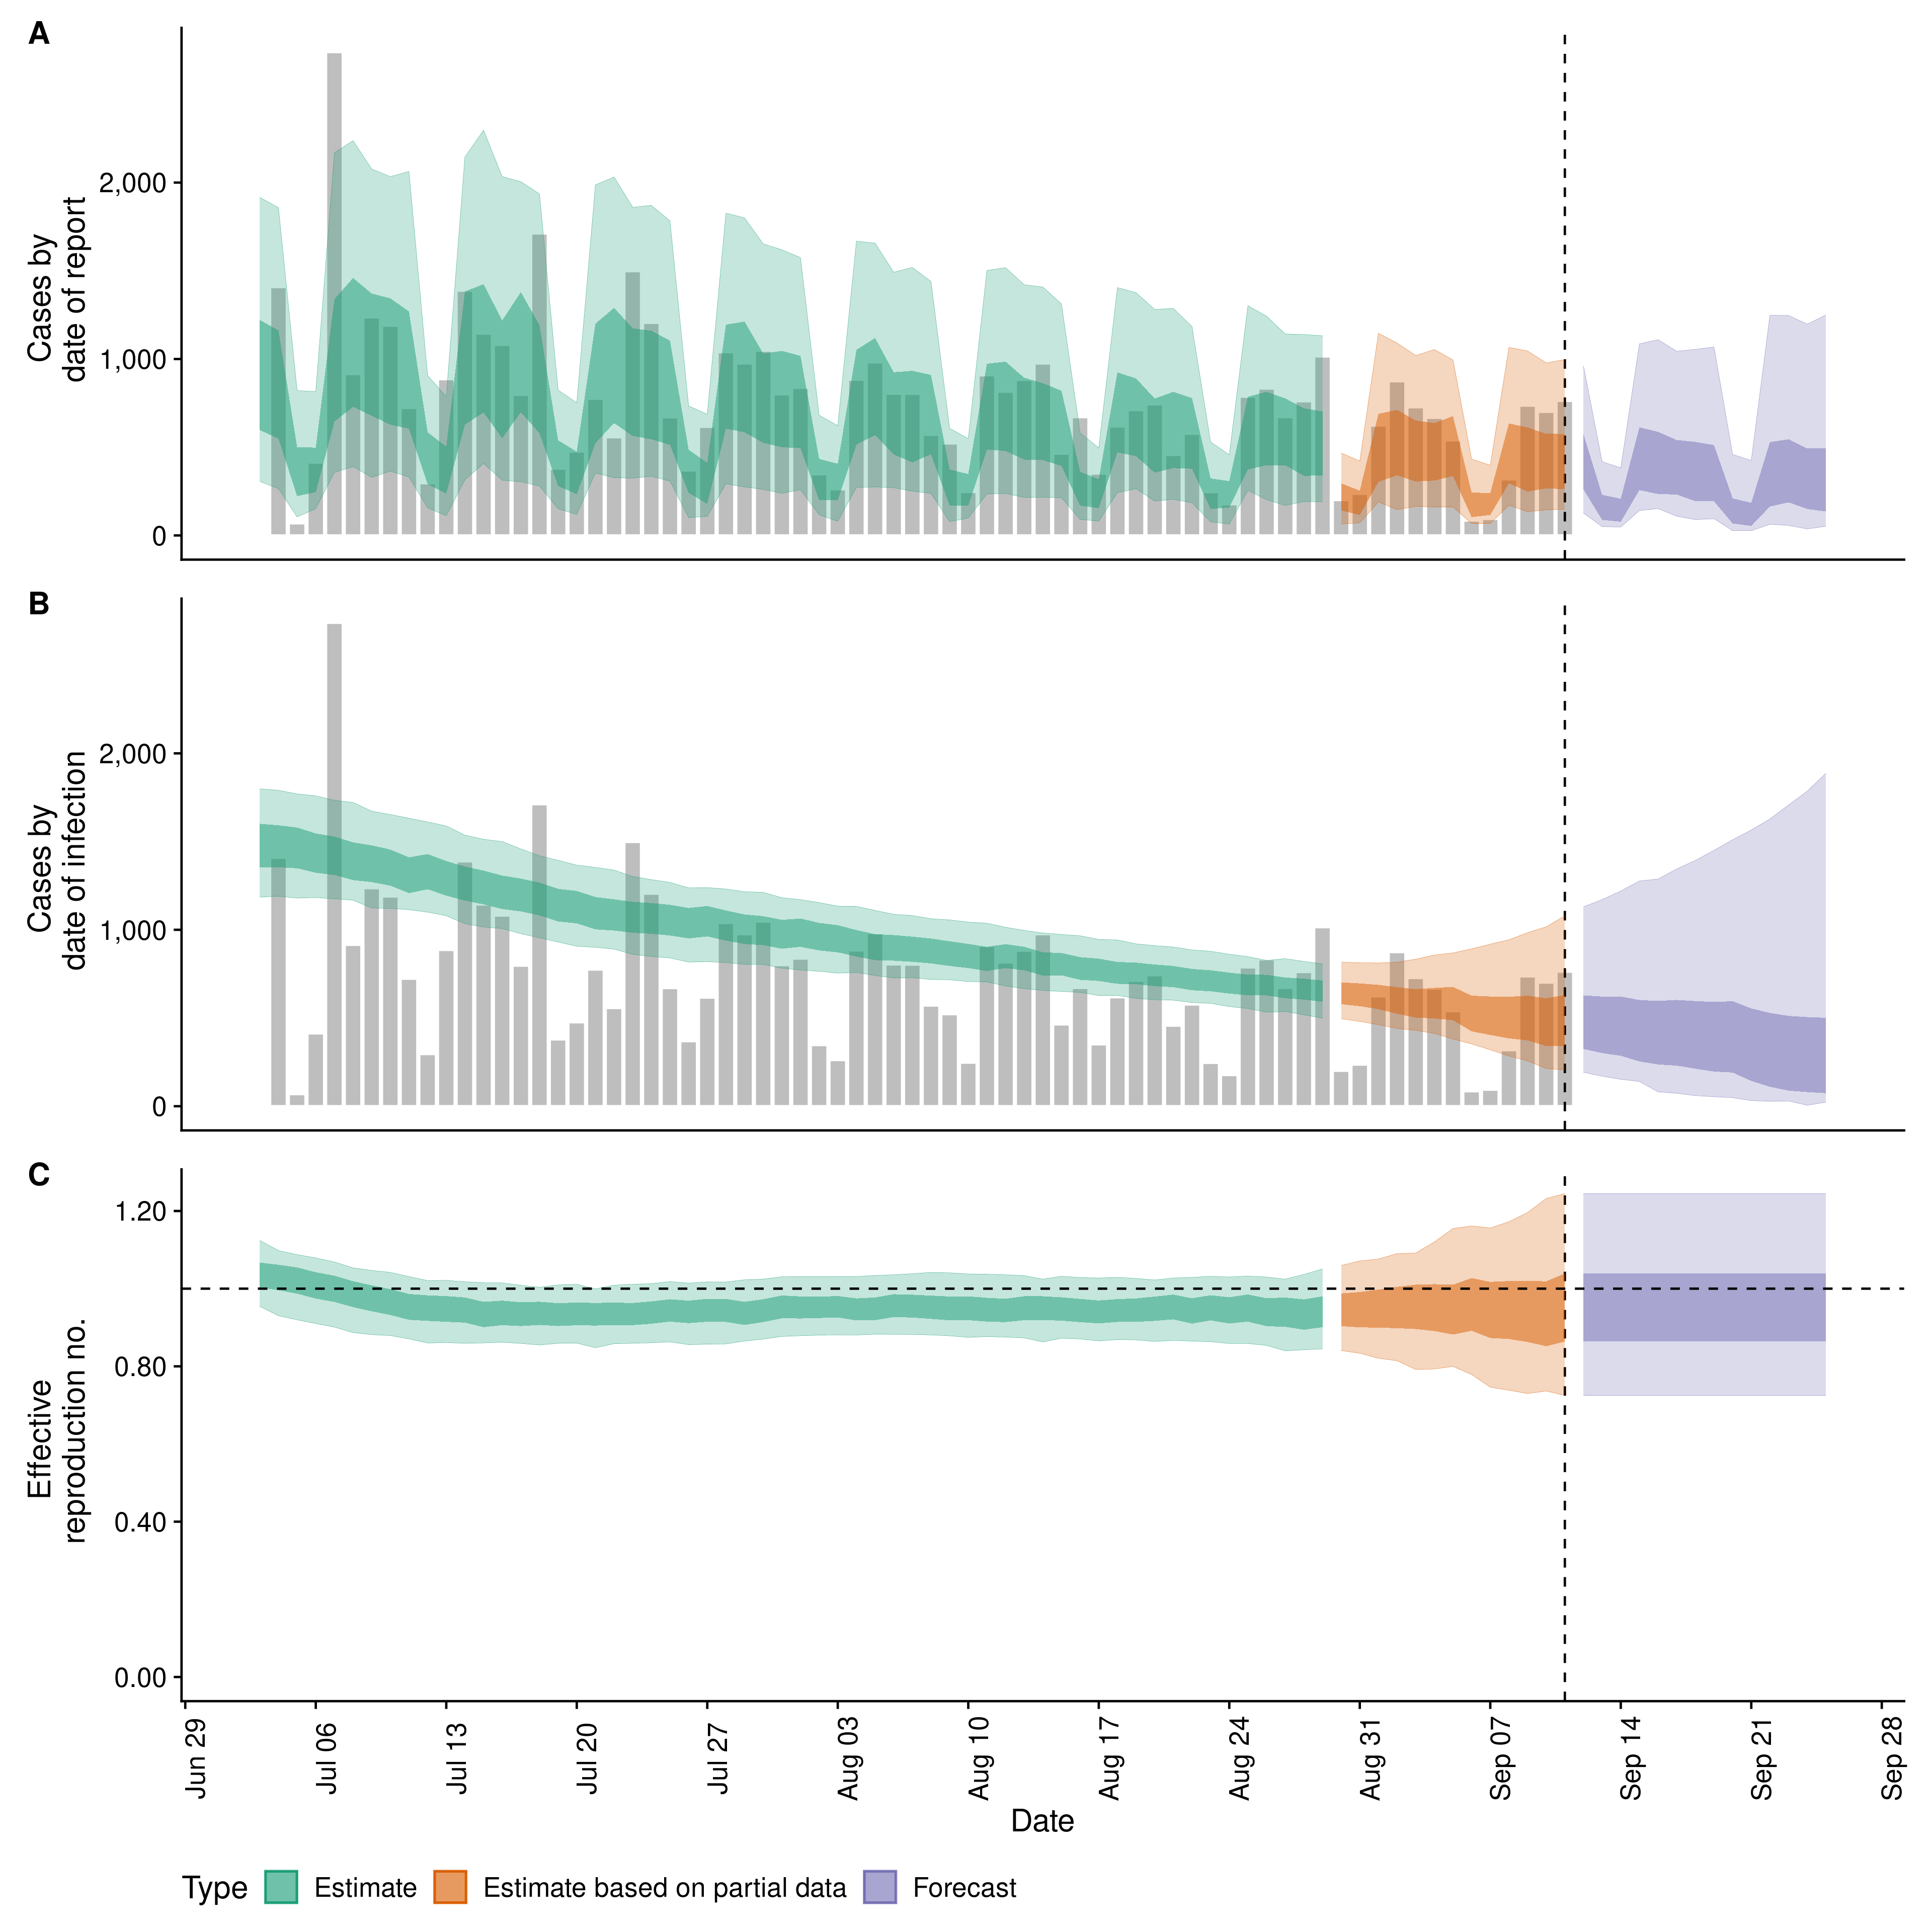 A
Cases by
date of report
2,000
1,000
0
B
Cases by
date of infection
2,000
1,000
0
C
Effective
reproduction no.
1.20
0.80
0.40
0.00
Jun 29
Jul 06
Jul 13
Jul 20
Jul 27
Aug 03
Aug 10
Aug 17
Aug 24
Aug 31
Sep 07
Sep 14
Sep 21
Sep 28
Date
Type Estimate Estimate based on partial data Forecast